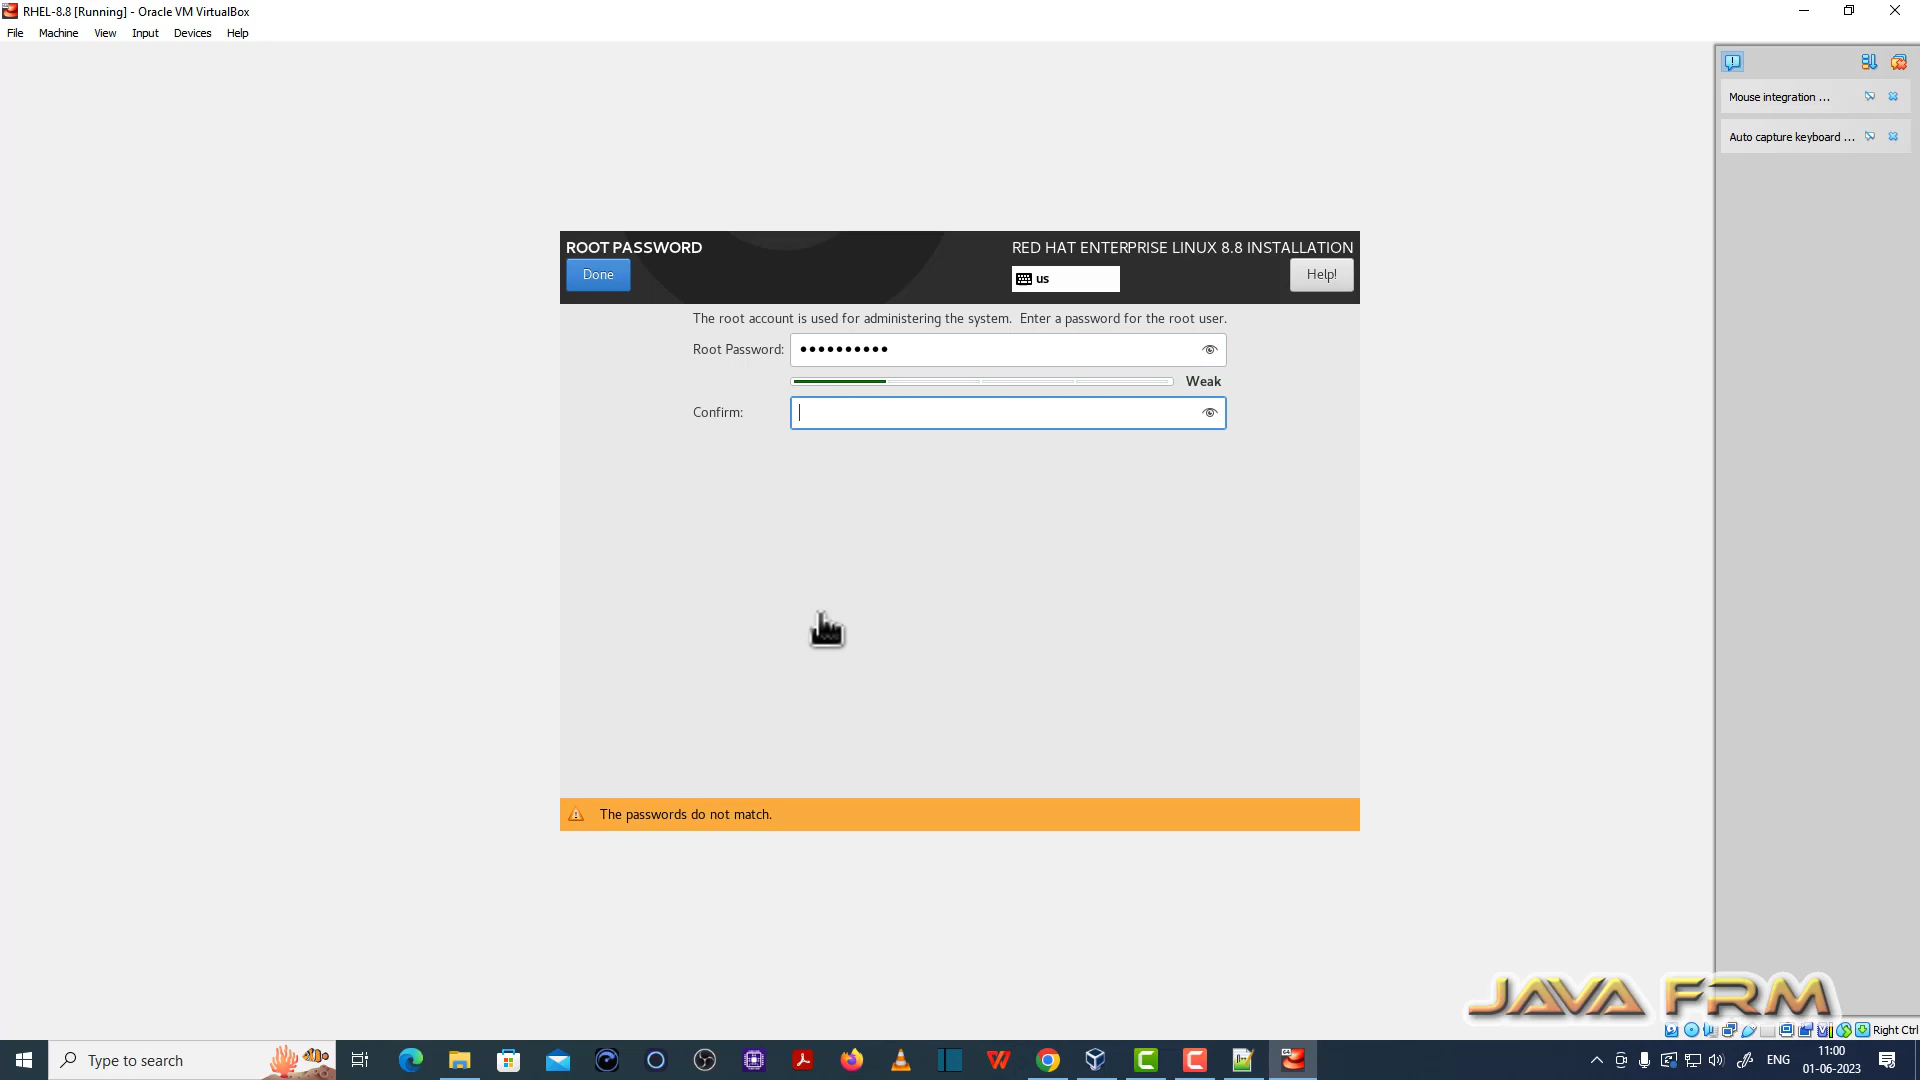 RHEL-8.8 [Running] - Oracle VM VirtualBox
File Machine View Input Devices Help
Mouse integration ...
Auto capture keyboard ...
ROOT PASSWORD
RED HAT ENTERPRISE LINUX 8.8 INSTALLATION
Done
us
Help!
The root account is used for administering the system. Enter a password for the root user.
Root Password: ••••••••••
Weak
Confirm:
The passwords do not match.
JAVA FRM
Right Ctrl
Type to search
ENG
11:00
01-06-2023